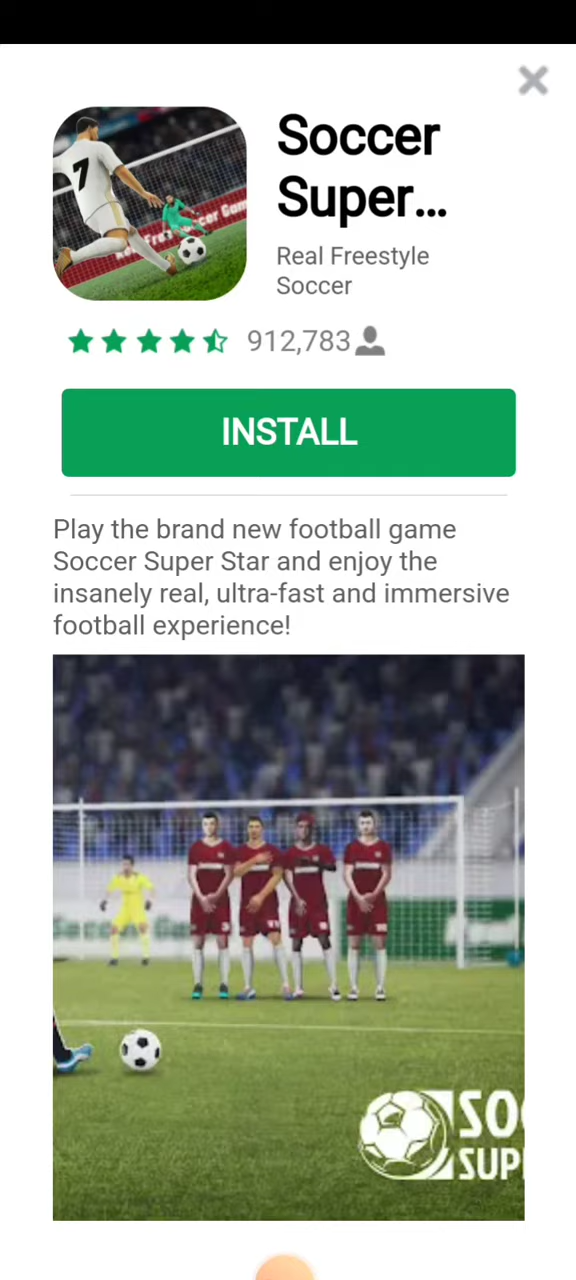 Soccer
Super...
Real Freestyle
Soccer
912,783
INSTALL
Play the brand new football game
Soccer Super Star and enjoy the
insanely real, ultra-fast and immersive
football experience!
7
SO
SUP